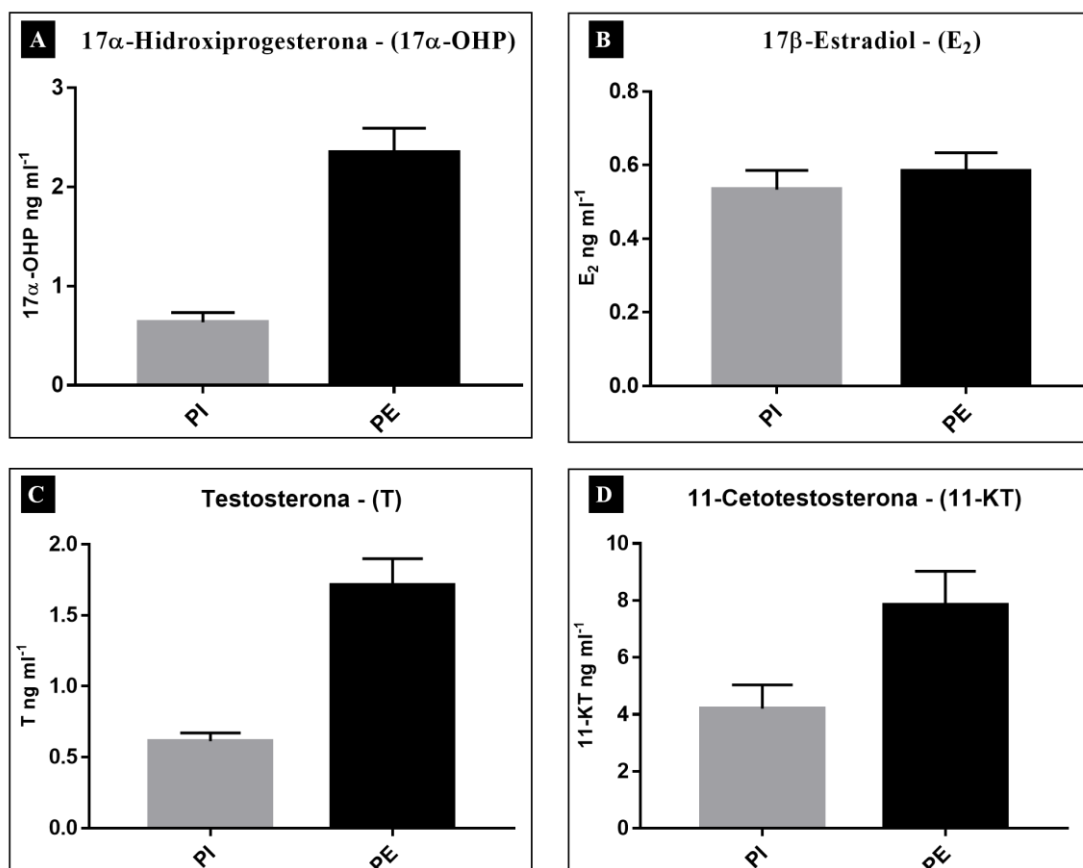 A 17α-Hidroxiprogesterona - (17α-OHP)
17α-OHP ng ml⁻¹
3
2
1
0
PI PE
B 17β-Estradiol - (E₂)
E₂ ng ml⁻¹
0.8
0.6
0.4
0.2
0.0
PI PE
C Testosterona - (T)
T ng ml⁻¹
2.0
1.5
1.0
0.5
0.0
PI PE
D 11-Cetotestosterona - (11-KT)
11-KT ng ml⁻¹
10
8
6
4
2
0
PI PE